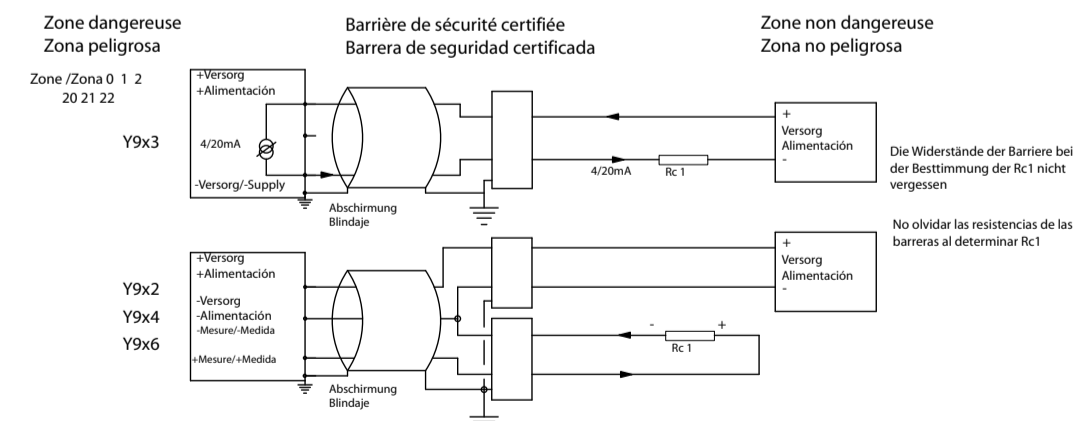 Zone dangereuse
Zona peligrosa
Barrière de sécurité certifiée
Barrera de seguridad certificada
Zone non dangereuse
Zona no peligrosa
Zone /Zona 0 1 2
20 21 22
Y9x3
+Versorg
+Alimentación
4/20mA
-Versorg/-Supply
Abschirmung
Blindaje
4/20mA
Rc 1
+
Versorg
Alimentación
-
Die Widerstände der Barriere bei
der Besttimmung der Rc1 nicht
vergessen
No olvidar las resistencias de las
barreras al determinar Rc1
Y9x2
Y9x4
Y9x6
+Versorg
+Alimentación
-Versorg
-Alimentación
-Mesure/-Medida
+Mesure/+Medida
Abschirmung
Blindaje
- +
Rc 1
+
Versorg
Alimentación
-